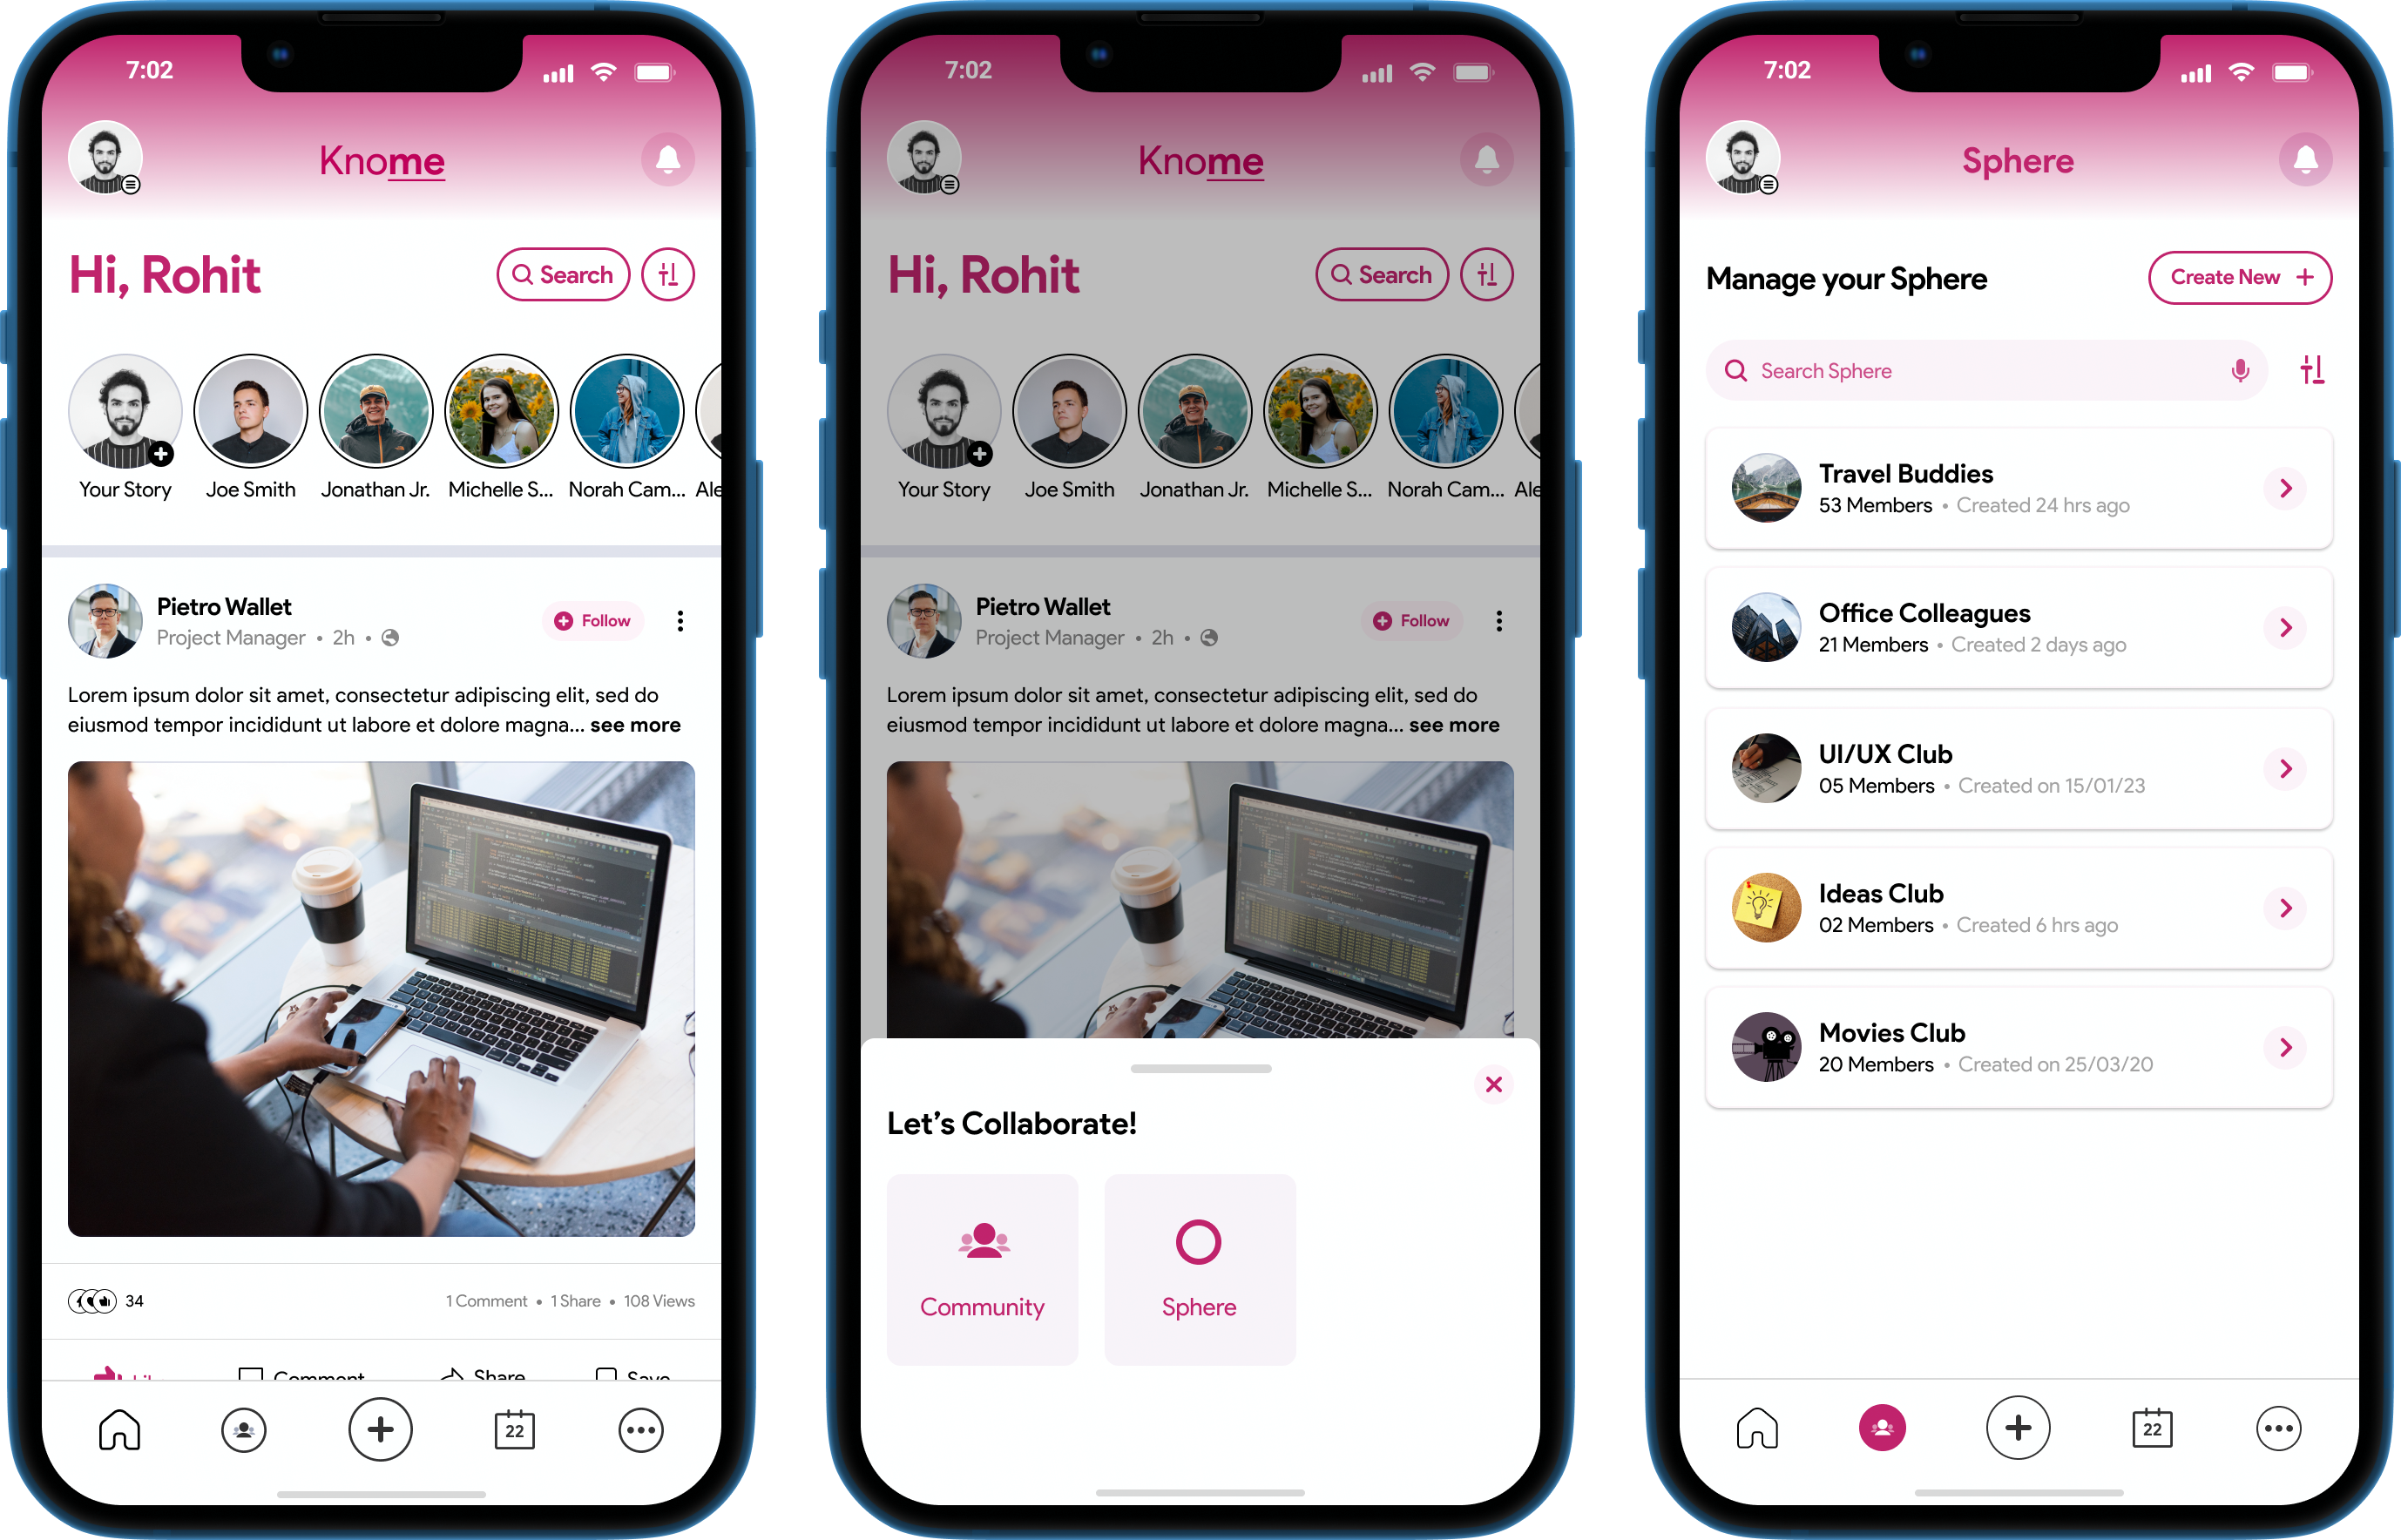 7:02
Knome
Hi, Rohit
Search
Your Story
Joe Smith
Jonathan Jr.
Michelle S...
Norah Cam...
Ale
Pietro Wallet
Follow
Project Manager • 2h •
Lorem ipsum dolor sit amet, consectetur adipiscing elit, sed do
eiusmod tempor incididunt ut labore et dolore magna... see more
34
1 Comment • 1 Share • 108 Views
Comment
Share
Save
22
7:02
Knome
Hi, Rohit
Search
Your Story
Joe Smith
Jonathan Jr.
Michelle S...
Norah Cam...
Ale
Pietro Wallet
Follow
Project Manager • 2h •
Lorem ipsum dolor sit amet, consectetur adipiscing elit, sed do
eiusmod tempor incididunt ut labore et dolore magna... see more
Let’s Collaborate!
Community
Sphere
7:02
Sphere
Manage your Sphere
Create New +
Search Sphere
Travel Buddies
53 Members • Created 24 hrs ago
Office Colleagues
21 Members • Created 2 days ago
UI/UX Club
05 Members • Created on 15/01/23
Ideas Club
02 Members • Created 6 hrs ago
Movies Club
20 Members • Created on 25/03/20
22